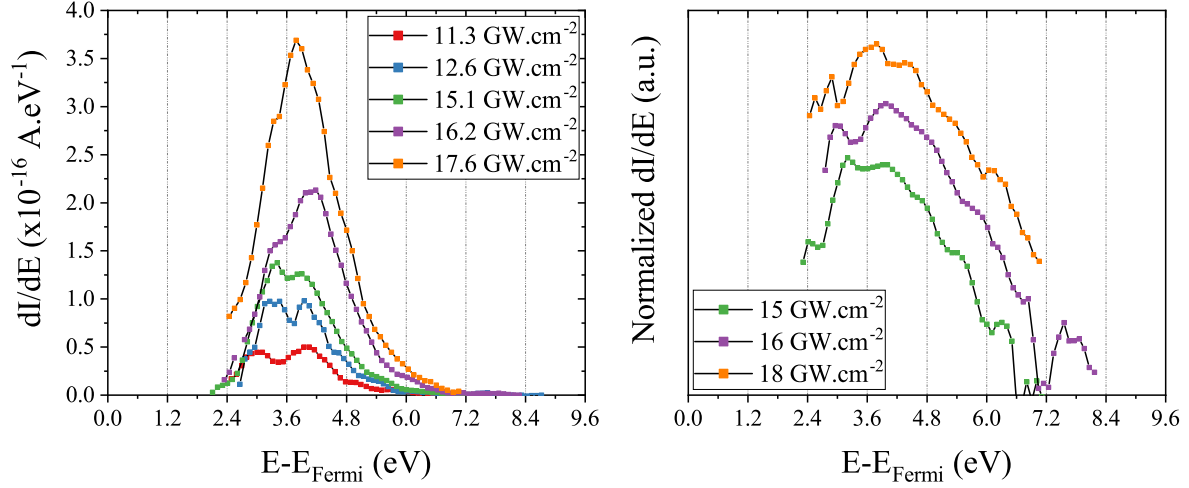 dI/dE (x10⁻¹⁶ A.eV⁻¹)
4.0
3.5
3.0
2.5
2.0
1.5
1.0
0.5
0.0
11.3 GW.cm⁻²
12.6 GW.cm⁻²
15.1 GW.cm⁻²
16.2 GW.cm⁻²
17.6 GW.cm⁻²
0.0 1.2 2.4 3.6 4.8 6.0 7.2 8.4 9.6
E-E_Fermi (eV)
Normalized dI/dE (a.u.)
15 GW.cm⁻²
16 GW.cm⁻²
18 GW.cm⁻²
0.0 1.2 2.4 3.6 4.8 6.0 7.2 8.4 9.6
E-E_Fermi (eV)